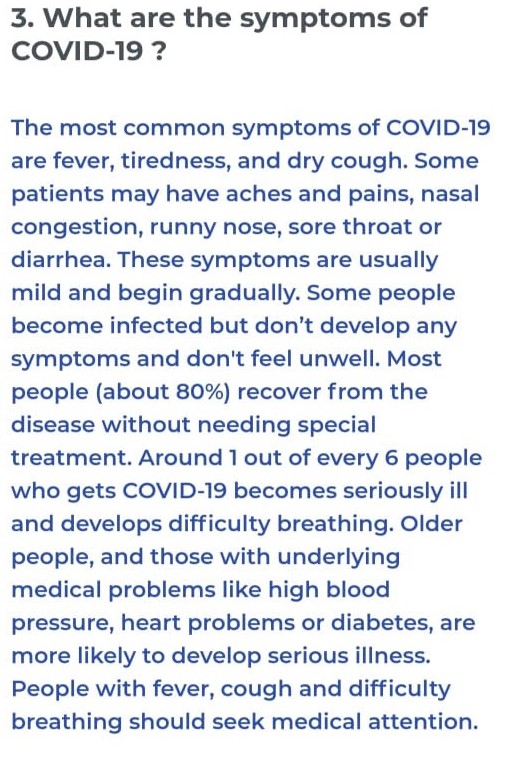 3. What are the symptoms of
COVID-19 ?
The most common symptoms of COVID-19
are fever, tiredness, and dry cough. Some
patients may have aches and pains, nasal
congestion, runny nose, sore throat or
diarrhea. These symptoms are usually
mild and begin gradually. Some people
become infected but don’t develop any
symptoms and don't feel unwell. Most
people (about 80%) recover from the
disease without needing special
treatment. Around 1 out of every 6 people
who gets COVID-19 becomes seriously ill
and develops difficulty breathing. Older
people, and those with underlying
medical problems like high blood
pressure, heart problems or diabetes, are
more likely to develop serious illness.
People with fever, cough and difficulty
breathing should seek medical attention.